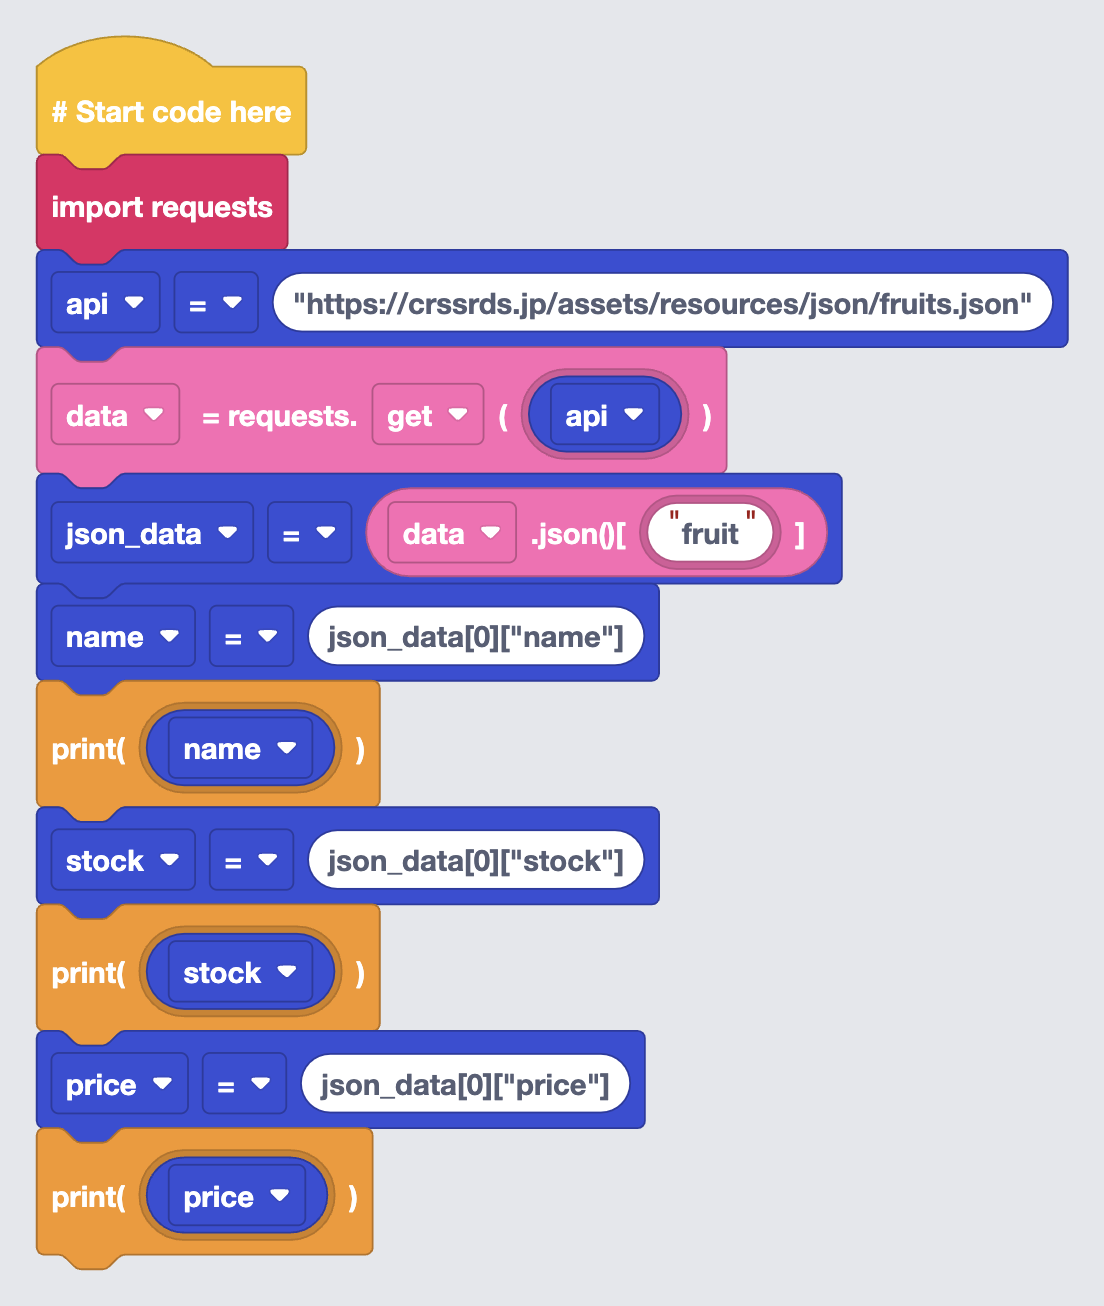 # Start code here
import requests
api = "https://crssrds.jp/assets/resources/json/fruits.json"
data = requests. get ( api )
json_data = data .json()[ "fruit" ]
name = json_data[0]["name"]
print( name )
stock = json_data[0]["stock"]
print( stock )
price = json_data[0]["price"]
print( price )